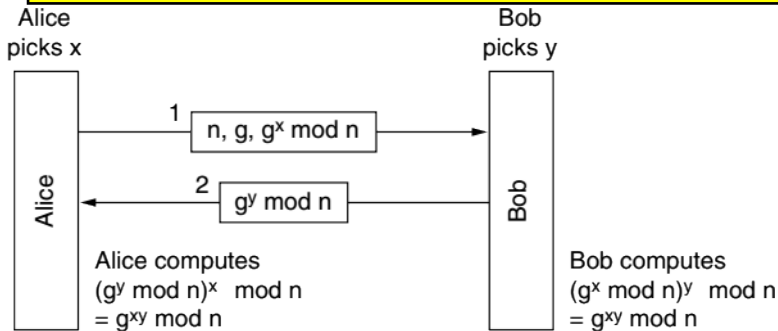 Alice
picks x
Bob
picks y
1
n, g, gˣ mod n
2
gʸ mod n
Alice
Bob
Alice computes
(gʸ mod n)ˣ mod n
= gˣʸ mod n
Bob computes
(gˣ mod n)ʸ mod n
= gˣʸ mod n